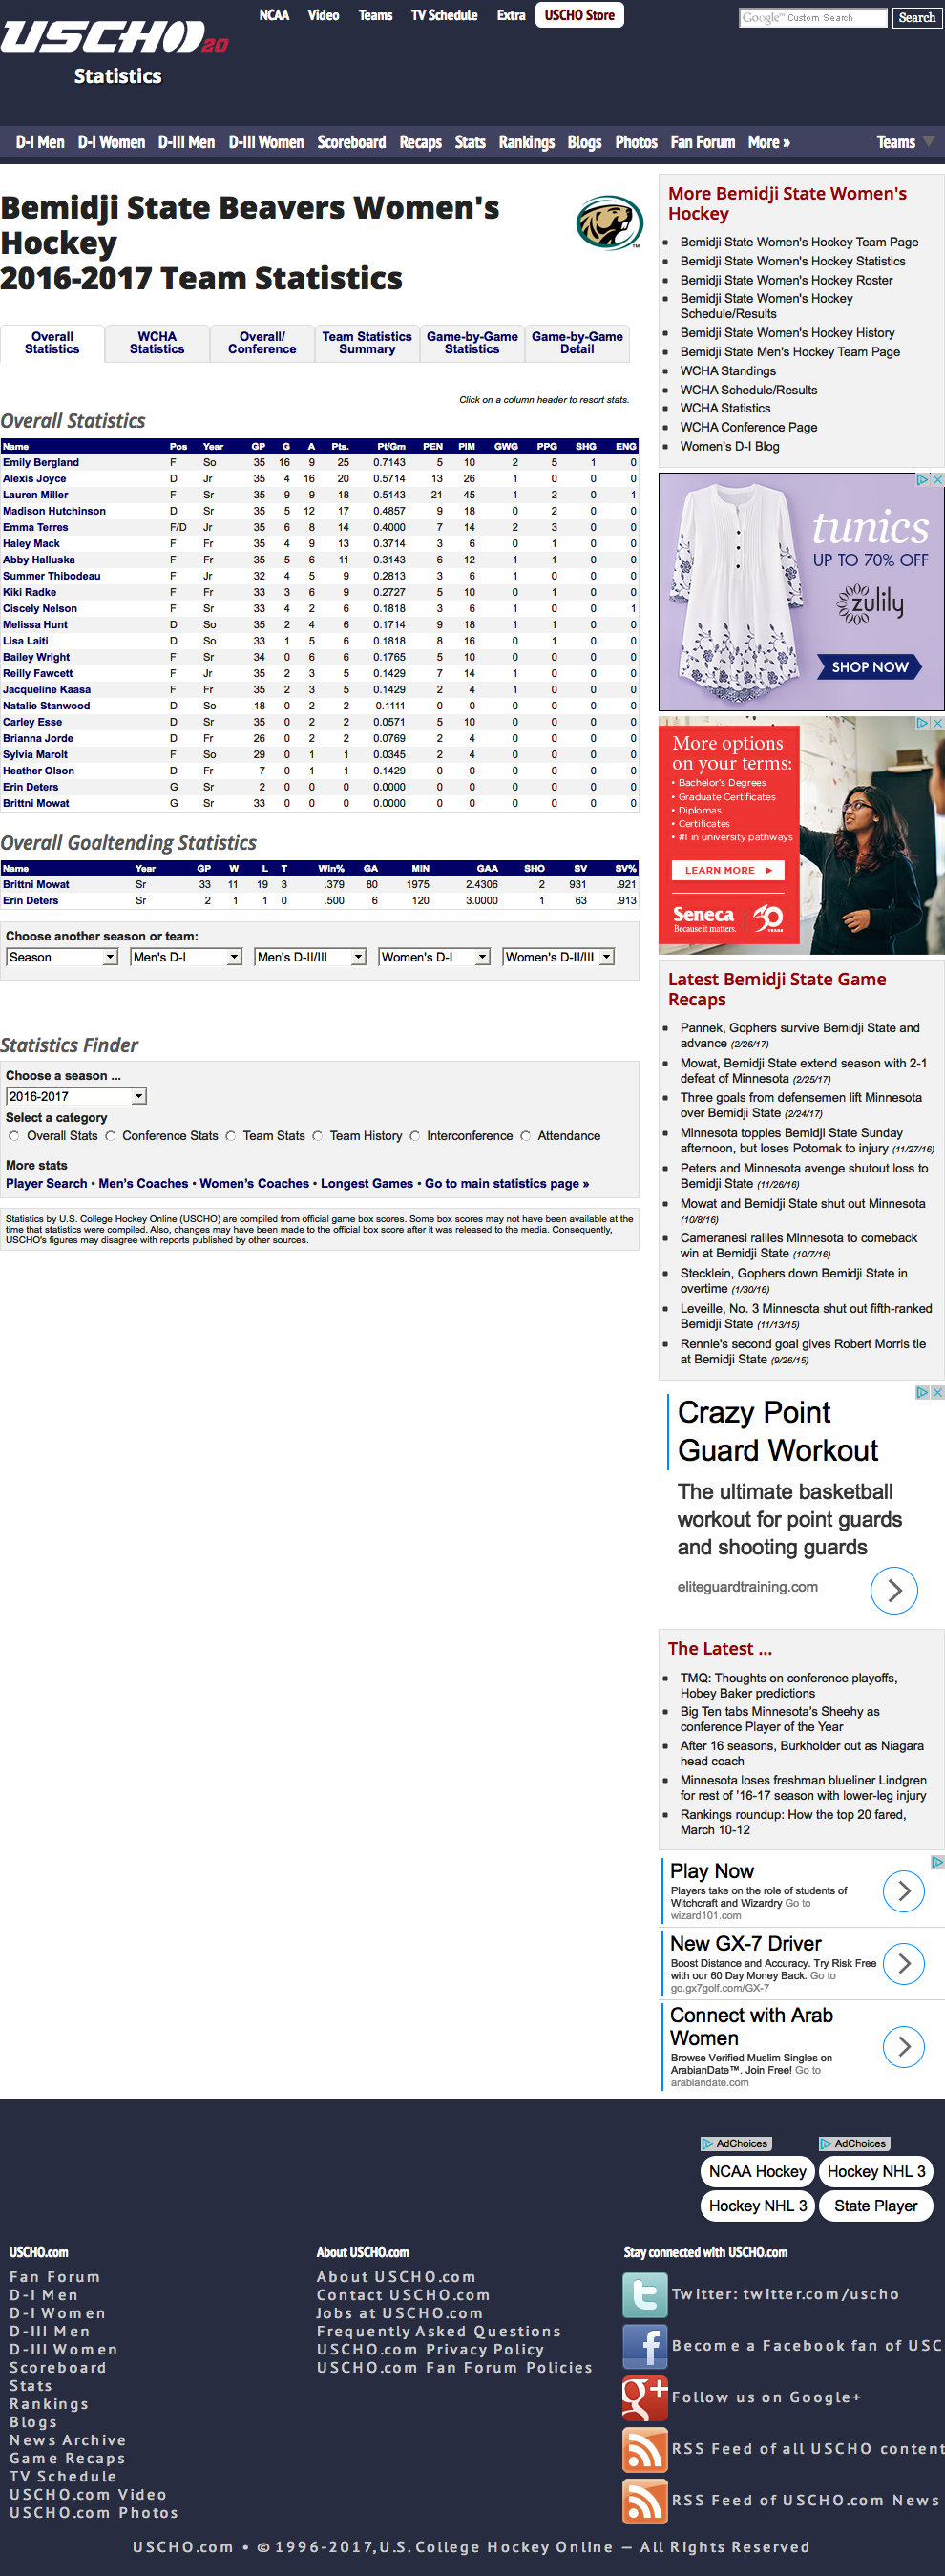 NCAA Video Teams TV Schedule Extra USCHO Store
Google™ Custom Search Search
USCHO 20
Statistics
D-I Men D-I Women D-III Men D-III Women Scoreboard Recaps Stats Rankings Blogs Photos Fan Forum More » Teams ▼
Bemidji State Beavers Women's
Hockey
2016-2017 Team Statistics
Overall Statistics
WCHA Statistics
Overall/ Conference
Team Statistics Summary
Game-by-Game Statistics
Game-by-Game Detail
Click on a column header to resort stats.
Overall Statistics
Name Pos Year GP G A Pts. Pt/Gm PEN PIM GWG PPG SHG ENG
Emily Bergland F So 35 16 9 25 0.7143 5 10 2 5 1 0
Alexis Joyce D Jr 35 4 16 20 0.5714 13 26 1 0 0 0
Lauren Miller F Sr 35 9 9 18 0.5143 21 45 1 2 0 1
Madison Hutchinson D Sr 35 5 12 17 0.4857 9 18 0 2 0 0
Emma Terres F/D Jr 35 6 8 14 0.4000 7 14 2 3 0 0
Haley Mack F Fr 35 4 9 13 0.3714 3 6 0 1 0 0
Abby Halluska F Fr 35 5 6 11 0.3143 6 12 1 1 0 0
Summer Thibodeau F Jr 32 4 5 9 0.2813 3 6 1 0 0 0
Kiki Radke F Fr 33 3 6 9 0.2727 5 10 0 1 0 0
Ciscely Nelson F Sr 33 4 2 6 0.1818 3 6 1 0 0 1
Melissa Hunt D So 35 2 4 6 0.1714 9 18 1 1 0 0
Lisa Laiti D So 33 1 5 6 0.1818 8 16 0 1 0 0
Bailey Wright F Sr 34 0 6 6 0.1765 5 10 0 0 0 0
Reilly Fawcett F Jr 35 2 3 5 0.1429 7 14 1 0 0 0
Jacqueline Kaasa F Fr 35 2 3 5 0.1429 2 4 1 0 0 0
Natalie Stanwood D So 18 0 2 2 0.1111 0 0 0 0 0 0
Carley Esse D Sr 35 0 2 2 0.0571 5 10 0 0 0 0
Brianna Jorde D Fr 26 0 2 2 0.0769 2 4 0 0 0 0
Sylvia Marolt F So 29 0 1 1 0.0345 2 4 0 0 0 0
Heather Olson D Fr 7 0 1 1 0.1429 0 0 0 0 0 0
Erin Deters G Sr 2 0 0 0 0.0000 0 0 0 0 0 0
Brittni Mowat G Sr 33 0 0 0 0.0000 0 0 0 0 0 0
Overall Goaltending Statistics
Name Year GP W L T Win% GA MIN GAA SHO SV SV%
Brittni Mowat Sr 33 11 19 3 .379 80 1975 2.4306 2 931 .921
Erin Deters Sr 2 1 1 0 .500 6 120 3.0000 1 63 .913
Choose another season or team:
Season Men's D-I Men's D-II/III Women's D-I Women's D-II/III
Statistics Finder
Choose a season ...
2016-2017
Select a category
Overall Stats Conference Stats Team Stats Team History Interconference Attendance
More stats
Player Search • Men's Coaches • Women's Coaches • Longest Games • Go to main statistics page »
Statistics by U.S. College Hockey Online (USCHO) are compiled from official game box scores. Some box scores may not have been available at the
time that statistics were compiled. Also, changes may have been made to the official box score after it was released to the media. Consequently,
USCHO's figures may disagree with reports published by other sources.
More Bemidji State Women's
Hockey
Bemidji State Women's Hockey Team Page
Bemidji State Women's Hockey Statistics
Bemidji State Women's Hockey Roster
Bemidji State Women's Hockey
Schedule/Results
Bemidji State Women's Hockey History
Bemidji State Men's Hockey Team Page
WCHA Standings
WCHA Schedule/Results
WCHA Statistics
WCHA Conference Page
Women's D-I Blog
tunics
UP TO 70% OFF
zulily
SHOP NOW
More options
on your terms:
• Bachelor's Degrees
• Graduate Certificates
• Diplomas
• Certificates
• #1 in university pathways
LEARN MORE
Seneca 50
Because it matters. YEARS
Latest Bemidji State Game
Recaps
Pannek, Gophers survive Bemidji State and
advance (2/26/17)
Mowat, Bemidji State extend season with 2-1
defeat of Minnesota (2/25/17)
Three goals from defensemen lift Minnesota
over Bemidji State (2/24/17)
Minnesota topples Bemidji State Sunday
afternoon, but loses Potomak to injury (11/27/16)
Peters and Minnesota avenge shutout loss to
Bemidji State (11/26/16)
Mowat and Bemidji State shut out Minnesota
(10/8/16)
Cameranesi rallies Minnesota to comeback
win at Bemidji State (10/7/16)
Stecklein, Gophers down Bemidji State in
overtime (1/30/16)
Leveille, No. 3 Minnesota shut out fifth-ranked
Bemidji State (11/13/15)
Rennie's second goal gives Robert Morris tie
at Bemidji State (9/26/15)
Crazy Point
Guard Workout
The ultimate basketball
workout for point guards
and shooting guards
eliteguardtraining.com
The Latest ...
TMQ: Thoughts on conference playoffs,
Hobey Baker predictions
Big Ten tabs Minnesota's Sheehy as
conference Player of the Year
After 16 seasons, Burkholder out as Niagara
head coach
Minnesota loses freshman blueliner Lindgren
for rest of '16-17 season with lower-leg injury
Rankings roundup: How the top 20 fared,
March 10-12
Play Now
Players take on the role of students of
Witchcraft and Wizardry Go to
wizard101.com
New GX-7 Driver
Boost Distance and Accuracy. Try Risk Free
with our 60 Day Money Back. Go to
go.gx7golf.com/GX-7
Connect with Arab
Women
Browse Verified Muslim Singles on
ArabianDate™. Join Free! Go to
arabiandate.com
AdChoices AdChoices
NCAA Hockey Hockey NHL 3
Hockey NHL 3 State Player
USCHO.com
Fan Forum
D-I Men
D-I Women
D-III Men
D-III Women
Scoreboard
Stats
Rankings
Blogs
News Archive
Game Recaps
TV Schedule
USCHO.com Video
USCHO.com Photos
About USCHO.com
About USCHO.com
Contact USCHO.com
Jobs at USCHO.com
Frequently Asked Questions
USCHO.com Privacy Policy
USCHO.com Fan Forum Policies
Stay connected with USCHO.com
Twitter: twitter.com/uscho
Become a Facebook fan of USC
Follow us on Google+
RSS Feed of all USCHO content
RSS Feed of USCHO.com News
USCHO.com • © 1996-2017, U.S. College Hockey Online — All Rights Reserved